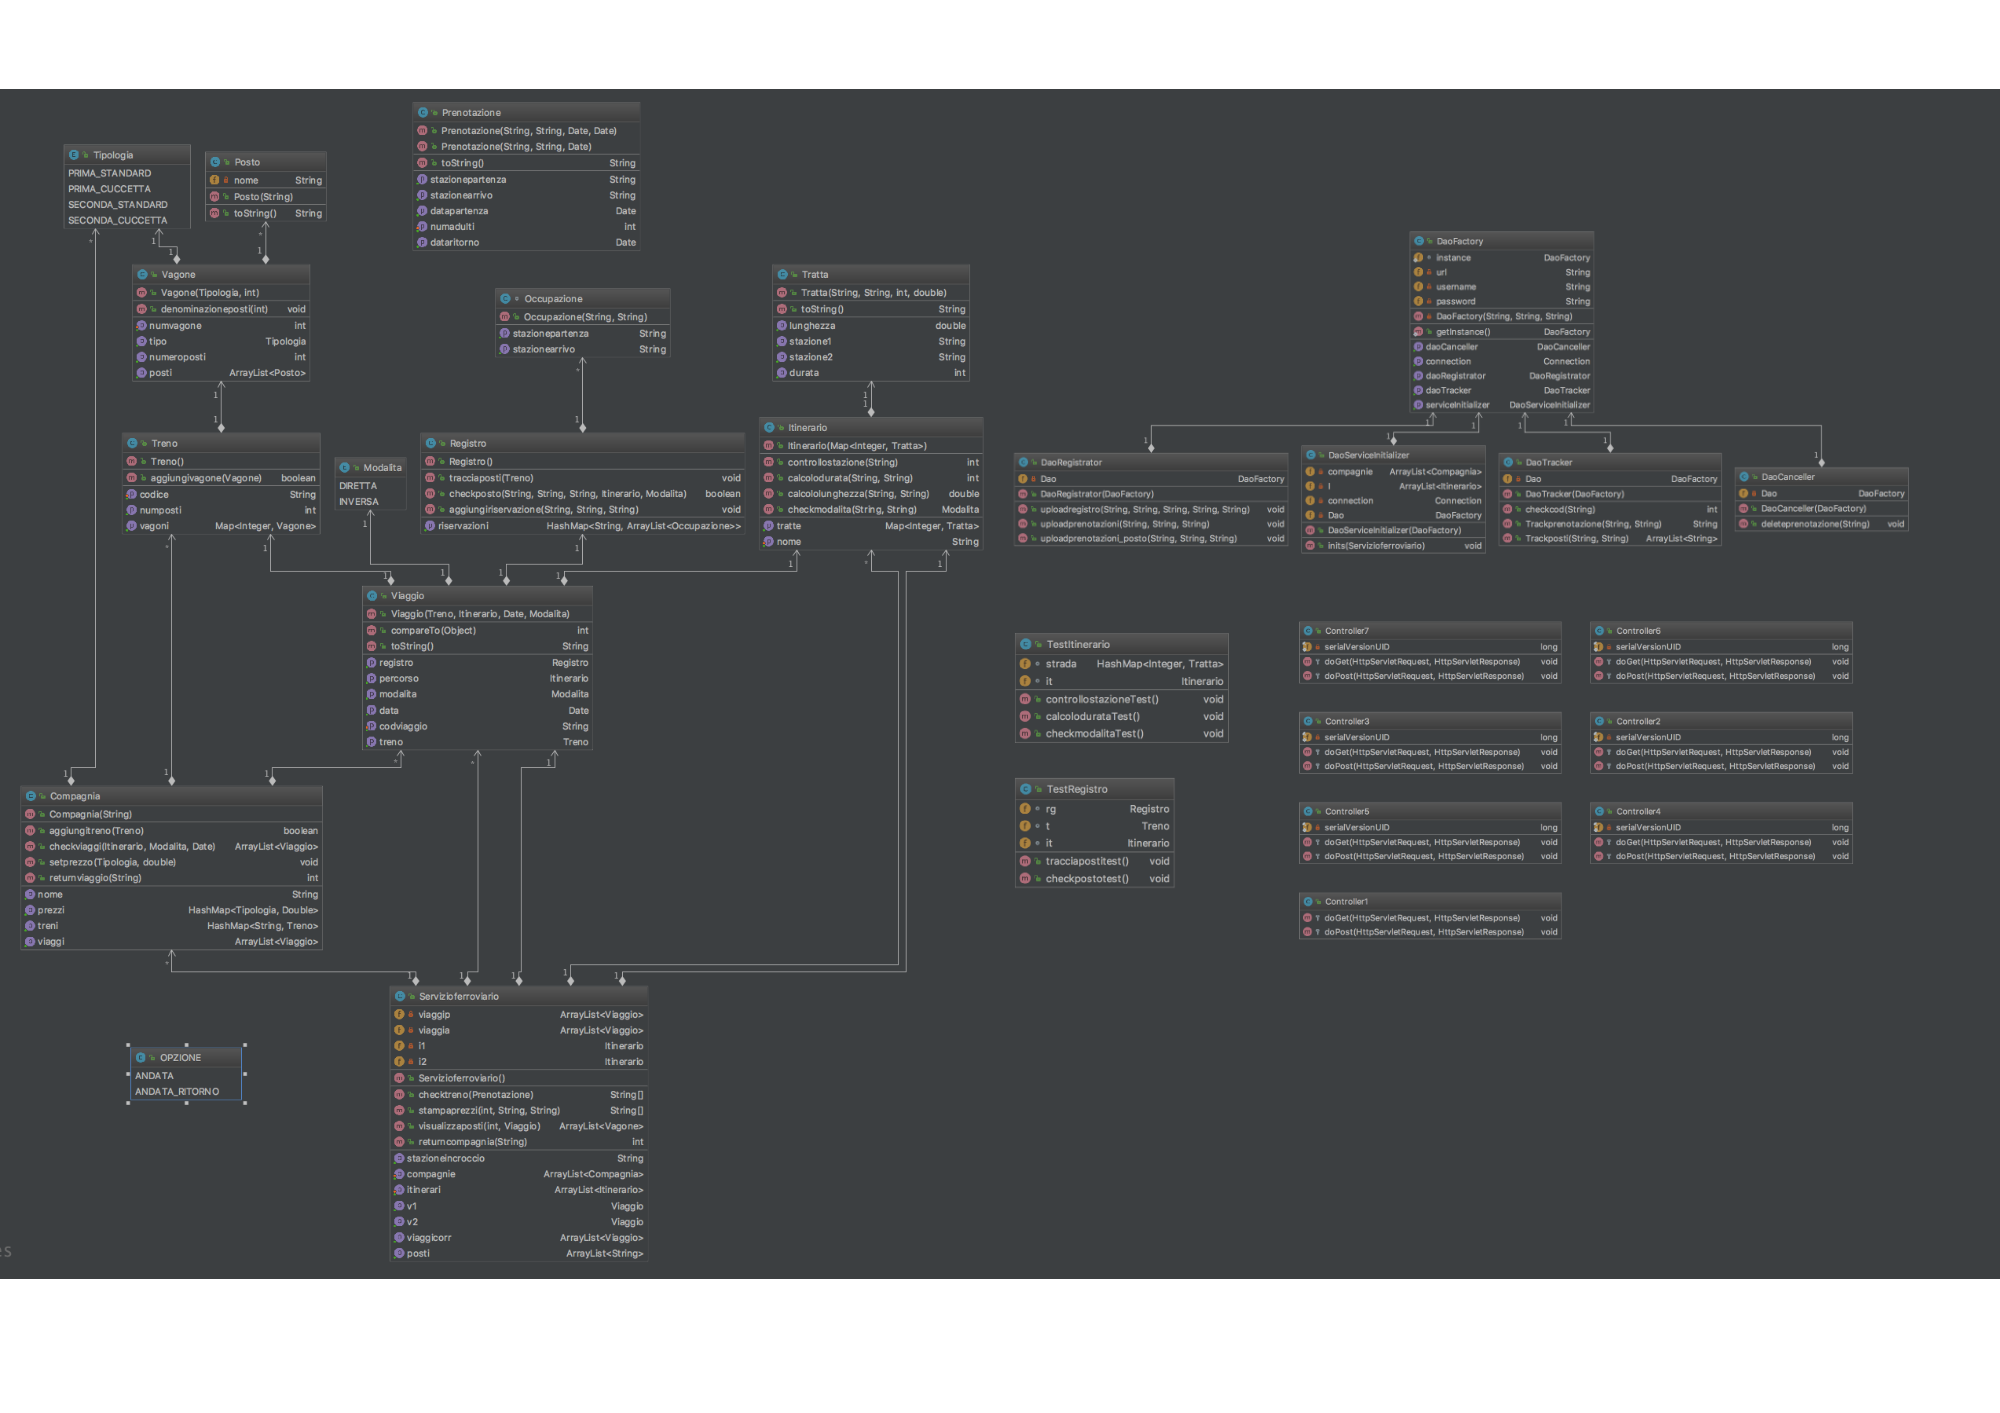 Prenotazione
Prenotazione(String, String, Date, Date)
Prenotazione(String, String, Date)
toString() String
stazionepartenza String
stazionearrivo String
datapartenza Date
numadulti int
dataritorno Date
Tipologia
PRIMA_STANDARD
PRIMA_CUCCETTA
SECONDA_STANDARD
SECONDA_CUCCETTA
Posto
nome String
Posto(String)
toString() String
Vagone
Vagone(Tipologia, int)
denominazioneposti(int) void
numvagone int
tipo Tipologia
numeroposti int
posti ArrayList<Posto>
Occupazione
Occupazione(String, String)
stazionepartenza String
stazionearrivo String
Tratta
Tratta(String, String, int, double)
toString() String
lunghezza double
stazione1 String
stazione2 String
durata int
Treno
Treno()
aggiungivagone(Vagone) boolean
codice String
numposti int
vagoni Map<Integer, Vagone>
Modalita
DIRETTA
INVERSA
Registro
Registro()
tracciaposti(Treno) void
checkposto(String, String, String, Itinerario, Modalita) boolean
aggiungiriservazione(String, String, String) void
riservazioni HashMap<String, ArrayList<Occupazione>>
Itinerario
Itinerario(Map<Integer, Tratta>)
controllostazione(String) int
calcolodurata(String, String) int
calcololunghezza(String, String) double
checkmodalita(String, String) Modalita
tratte Map<Integer, Tratta>
nome String
Viaggio
Viaggio(Treno, Itinerario, Date, Modalita)
compareTo(Object) int
toString() String
registro Registro
percorso Itinerario
modalita Modalita
data Date
codviaggio String
treno Treno
Compagnia
Compagnia(String)
aggiungitreno(Treno) boolean
checkviaggi(Itinerario, Modalita, Date) ArrayList<Viaggio>
setprezzo(Tipologia, double) void
returnviaggio(String) int
nome String
prezzi HashMap<Tipologia, Double>
treni HashMap<String, Treno>
viaggi ArrayList<Viaggio>
Servizioferroviario
viaggip ArrayList<Viaggio>
viaggia ArrayList<Viaggio>
i1 Itinerario
i2 Itinerario
Servizioferroviario()
checktreno(Prenotazione) String[]
stampaprezzi(int, String, String) String[]
visualizzaposti(int, Viaggio) ArrayList<Vagone>
returncompagnia(String) int
stazioneincroccio String
compagnie ArrayList<Compagnia>
itinerari ArrayList<Itinerario>
v1 Viaggio
v2 Viaggio
viaggicorr ArrayList<Viaggio>
posti ArrayList<String>
OPZIONE
ANDATA
ANDATA_RITORNO
es
DaoFactory
instance DaoFactory
url String
username String
password String
DaoFactory(String, String, String)
getInstance() DaoFactory
daoCanceller DaoCanceller
connection Connection
daoRegistrator DaoRegistrator
daoTracker DaoTracker
serviceInitializer DaoServiceInitializer
DaoRegistrator
Dao DaoFactory
DaoRegistrator(DaoFactory)
uploadregistro(String, String, String, String, String) void
uploadprenotazioni(String, String, String) void
uploadprenotazioni_posto(String, String, String) void
DaoServiceInitializer
compagnie ArrayList<Compagnia>
I ArrayList<Itinerario>
connection Connection
Dao DaoFactory
DaoServiceInitializer(DaoFactory)
inits(Servizioferroviario) void
DaoTracker
Dao DaoFactory
DaoTracker(DaoFactory)
checkcod(String) int
Trackprenotazione(String, String) String
Trackposti(String, String) ArrayList<String>
DaoCanceller
Dao DaoFactory
DaoCanceller(DaoFactory)
deleteprenotazione(String) void
TestItinerario
strada HashMap<Integer, Tratta>
it Itinerario
controllostazioneTest() void
calcolodurataTest() void
checkmodalitaTest() void
TestRegistro
rg Registro
t Treno
it Itinerario
tracciapostitest() void
checkpostotest() void
Controller7
serialVersionUID long
doGet(HttpServletRequest, HttpServletResponse) void
doPost(HttpServletRequest, HttpServletResponse) void
Controller6
serialVersionUID long
doGet(HttpServletRequest, HttpServletResponse) void
doPost(HttpServletRequest, HttpServletResponse) void
Controller3
serialVersionUID long
doGet(HttpServletRequest, HttpServletResponse) void
doPost(HttpServletRequest, HttpServletResponse) void
Controller2
serialVersionUID long
doGet(HttpServletRequest, HttpServletResponse) void
doPost(HttpServletRequest, HttpServletResponse) void
Controller5
serialVersionUID long
doGet(HttpServletRequest, HttpServletResponse) void
doPost(HttpServletRequest, HttpServletResponse) void
Controller4
serialVersionUID long
doGet(HttpServletRequest, HttpServletResponse) void
doPost(HttpServletRequest, HttpServletResponse) void
Controller1
doGet(HttpServletRequest, HttpServletResponse) void
doPost(HttpServletRequest, HttpServletResponse) void